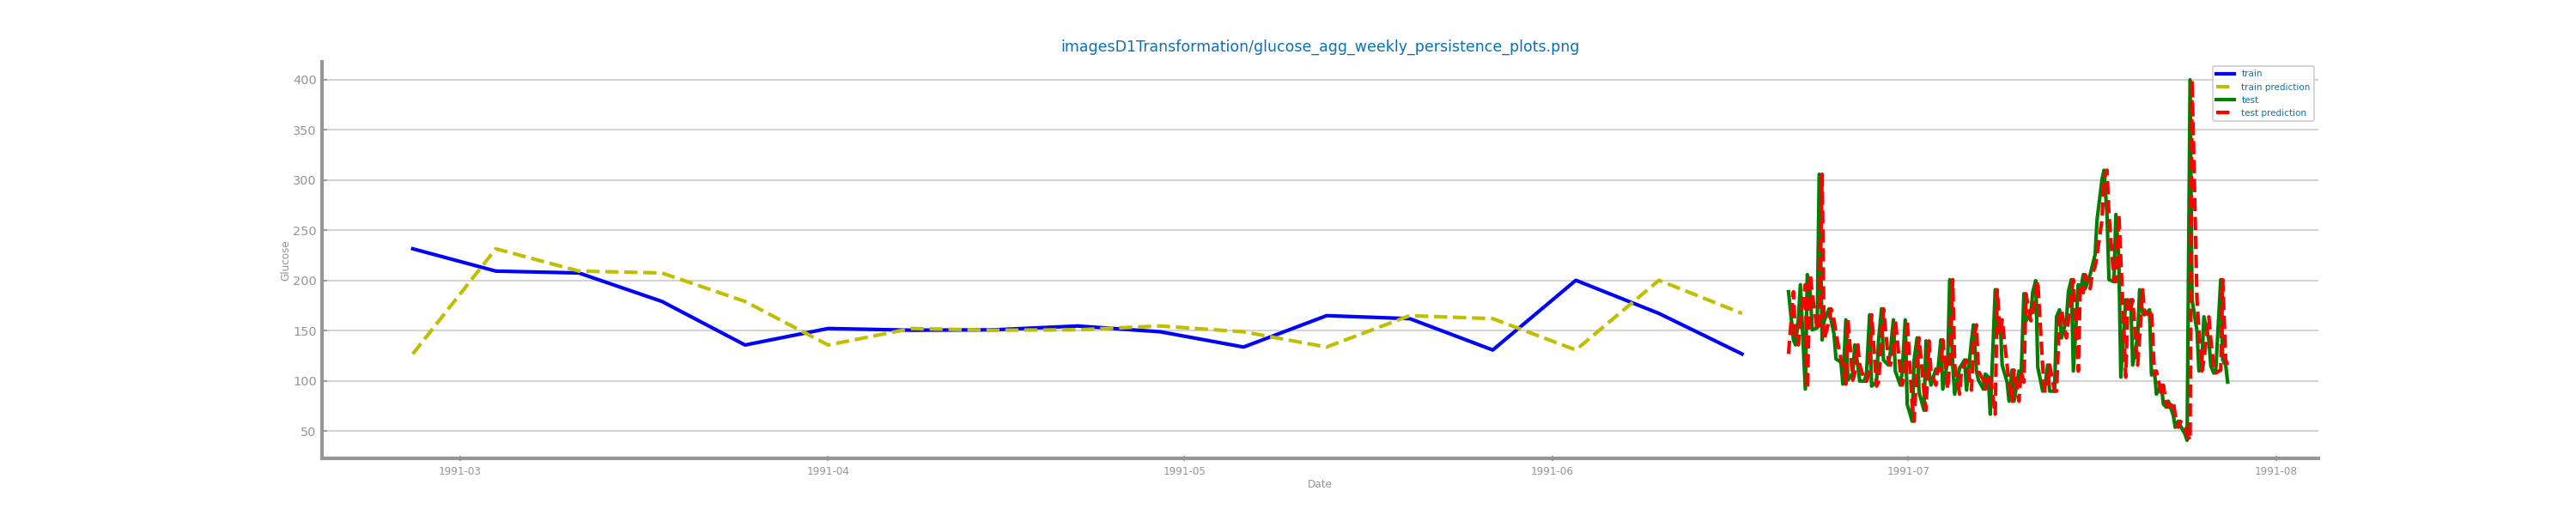 imagesD1Transformation/glucose_agg_weekly_persistence_plots.png
400
350
300
250
200
150
100
50
Glucose
train
train prediction
test
test prediction
1991-03
1991-04
1991-05
1991-06
1991-07
1991-08
Date